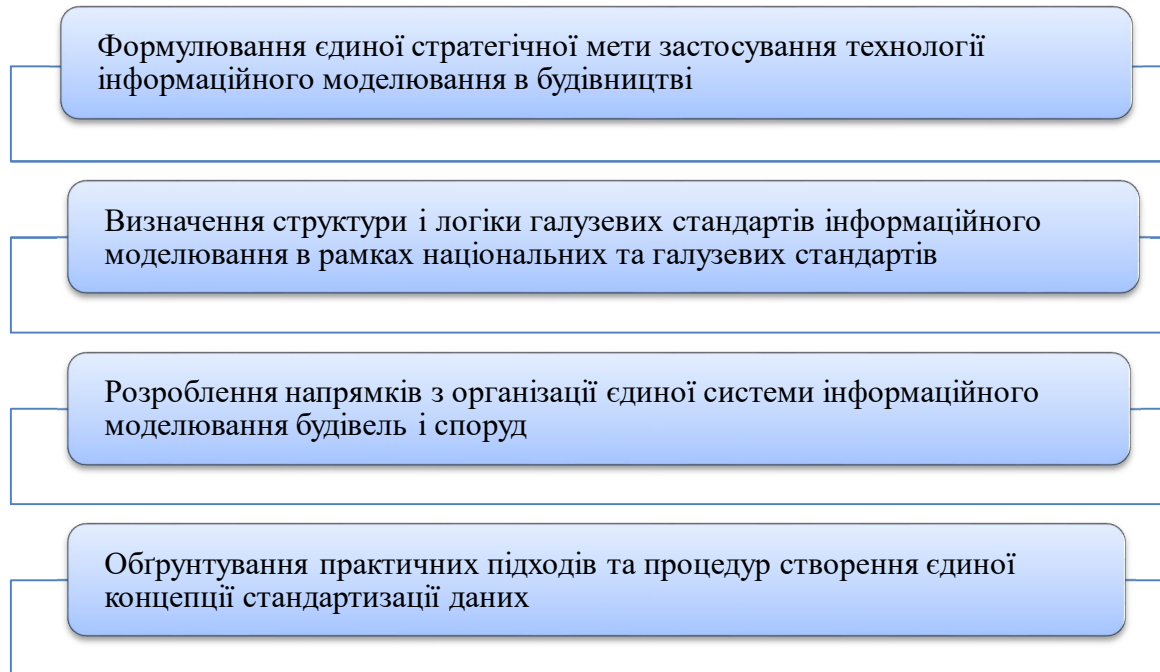 Формулювання єдиної стратегічної мети застосування технології
інформаційного моделювання в будівництві
Визначення структури і логіки галузевих стандартів інформаційного
моделювання в рамках національних та галузевих стандартів
Розроблення напрямків з організації єдиної системи інформаційного
моделювання будівель і споруд
Обґрунтування практичних підходів та процедур створення єдиної
концепції стандартизації даних